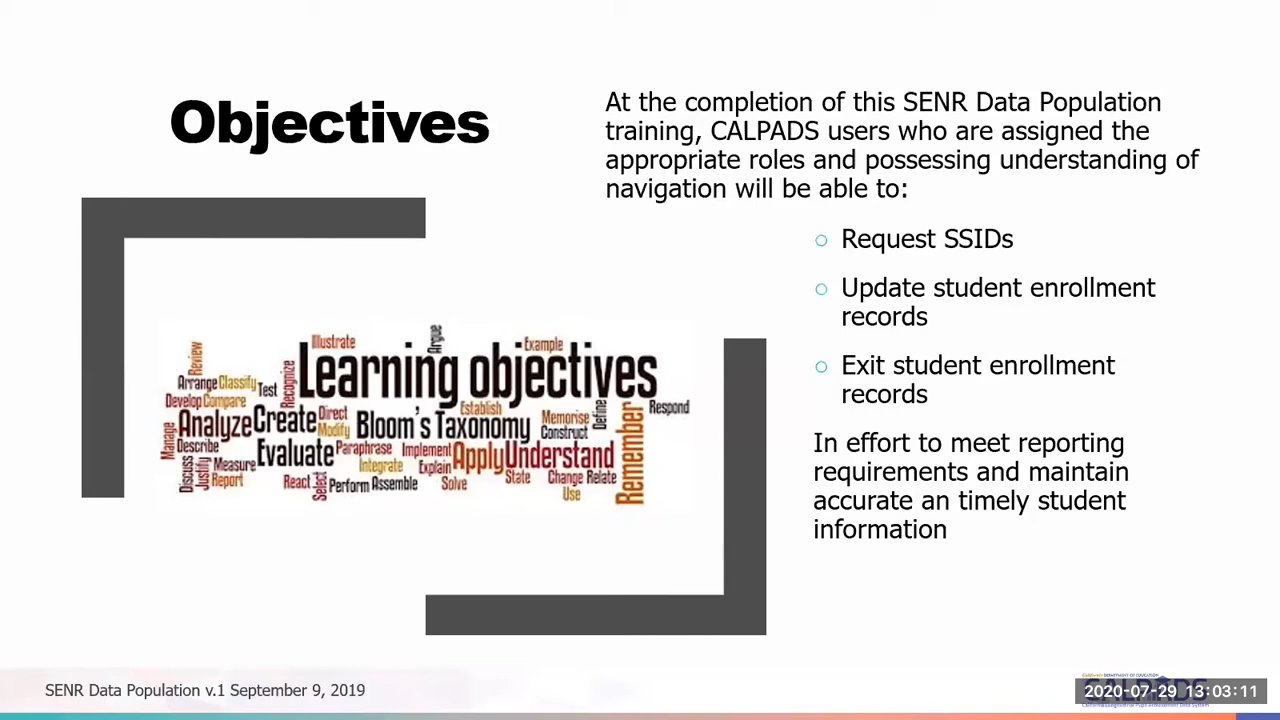 Objectives
At the completion of this SENR Data Population
training, CALPADS users who are assigned the
appropriate roles and possessing understanding of
navigation will be able to:
○ Request SSIDs
○ Update student enrollment
records
○ Exit student enrollment
records
In effort to meet reporting
requirements and maintain
accurate an timely student
information
Illustrate
Argue
Example
Review
Learning objectives
Recognize
Arrange Classify Test
Develop Compare
Direct
Establish
Memorise
Define
Respond
Manage
Analyze Create
Modify
Bloom's Taxonomy
Construct
Remember
Describe
Evaluate
Paraphrase
Implement
Apply Understand
Discuss
Justify
Measure
Integrate
Explain
Report
React
Select
Perform Assemble
Solve
State
Change Relate
Use
SENR Data Population v.1 September 9, 2019
CALPADS
2020-07-29 13:03:11